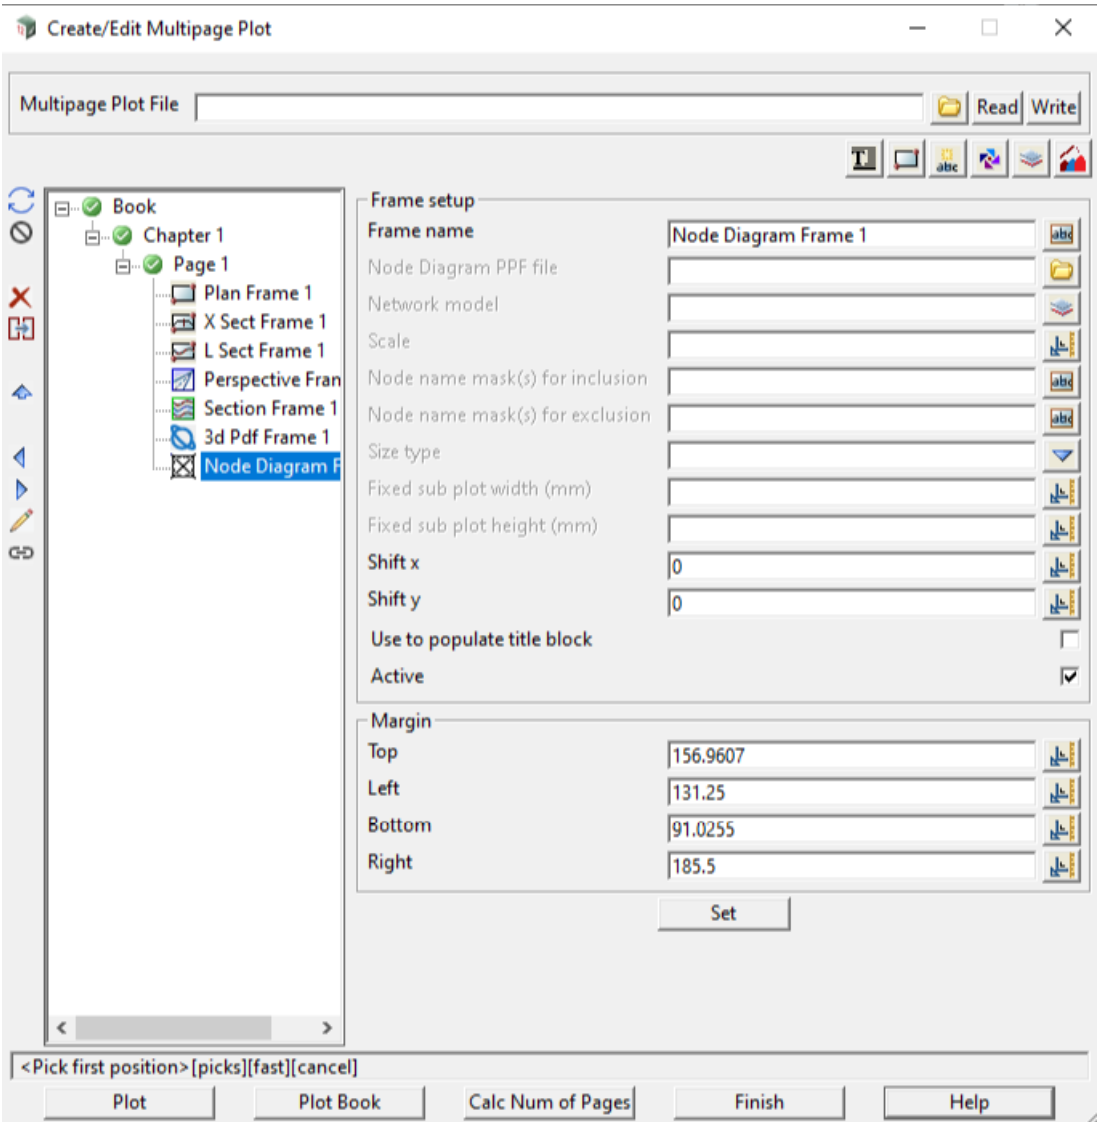 Create/Edit Multipage Plot
Multipage Plot File
Read Write
T
abc
Book
Chapter 1
Page 1
Plan Frame 1
X Sect Frame 1
L Sect Frame 1
Perspective Fran
Section Frame 1
3d Pdf Frame 1
Node Diagram F
Frame setup
Frame name Node Diagram Frame 1 abc
Node Diagram PPF file
Network model
Scale
Node name mask(s) for inclusion abc
Node name mask(s) for exclusion abc
Size type
Fixed sub plot width (mm)
Fixed sub plot height (mm)
Shift x 0
Shift y 0
Use to populate title block
Active
Margin
Top 156.9607
Left 131.25
Bottom 91.0255
Right 185.5
Set
<Pick first position>[picks][fast][cancel]
Plot Plot Book Calc Num of Pages Finish Help